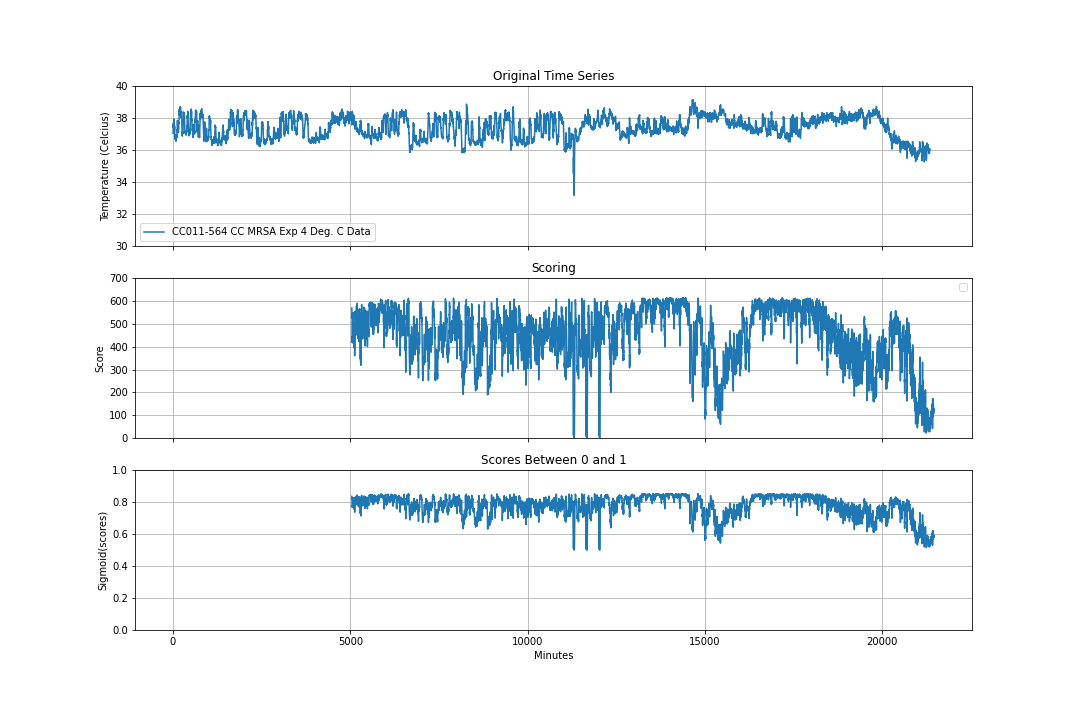 Original Time Series
40
38
36
34
32
30
Temperature (Celcius)
CC011-564 CC MRSA Exp 4 Deg. C Data
Scoring
700
600
500
400
300
200
100
0
Score
Scores Between 0 and 1
1.0
0.8
0.6
0.4
0.2
0.0
Sigmoid(scores)
0 5000 10000 15000 20000
Minutes